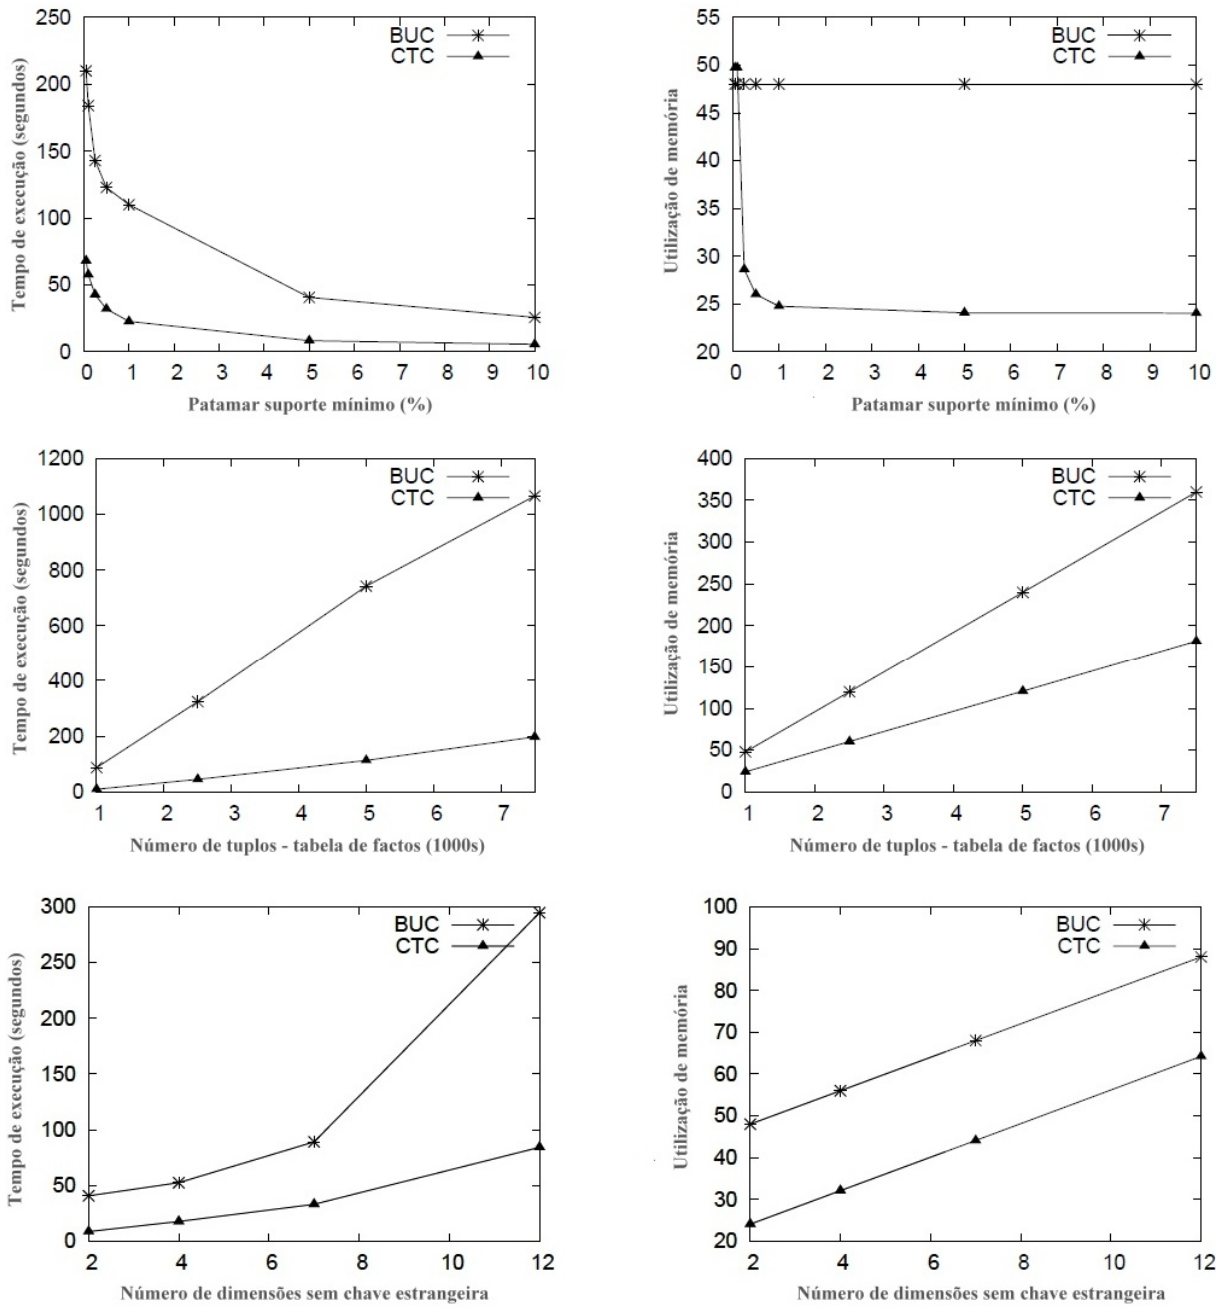 250
200
150
100
50
0
Tempo de execução (segundos)
BUC
CTC
0 1 2 3 4 5 6 7 8 9 10
Patamar suporte mínimo (%)
55
50
45
40
35
30
25
20
Utilização de memória
BUC
CTC
0 1 2 3 4 5 6 7 8 9 10
Patamar suporte mínimo (%)
1200
1000
800
600
400
200
0
Tempo de execução (segundos)
BUC
CTC
1 2 3 4 5 6 7
Número de tuplos - tabela de factos (1000s)
400
350
300
250
200
150
100
50
0
Utilização de memória
BUC
CTC
1 2 3 4 5 6 7
Número de tuplos - tabela de factos (1000s)
300
250
200
150
100
50
0
Tempo de execução (segundos)
BUC
CTC
2 4 6 8 10 12
Número de dimensões sem chave estrangeira
100
90
80
70
60
50
40
30
20
Utilização de memória
BUC
CTC
2 4 6 8 10 12
Número de dimensões sem chave estrangeira